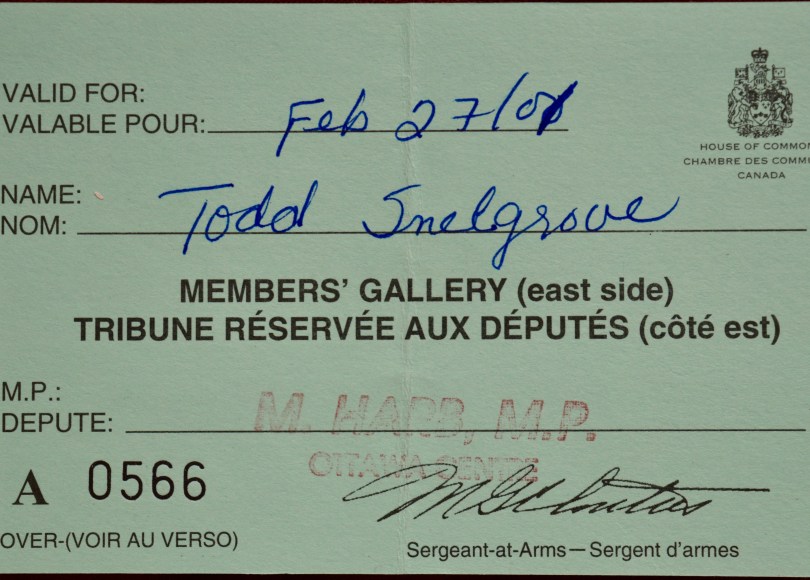 VALID FOR:
VALABLE POUR: Feb 27/01
HOUSE OF COMMON
CHAMBRE DES COMMU
CANADA
NAME:
NOM: Todd Snelgrove
MEMBERS' GALLERY (east side)
TRIBUNE RÉSERVÉE AUX DÉPUTÉS (côté est)
M.P.:
DEPUTE: M. HARB, M.P.
OTTAWA CENTRE
A 0566
OVER-(VOIR AU VERSO)
Sergeant-at-Arms—Sergent d'armes